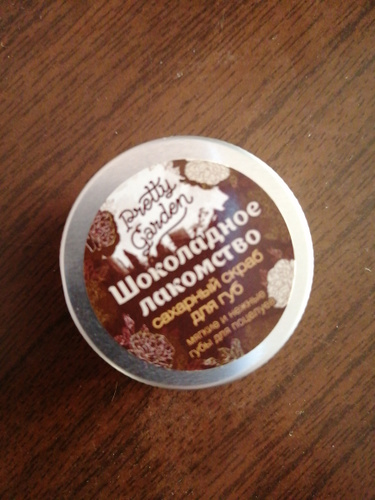 Pretty
Garden
Шоколадное
лакомство
сахарный скраб
для губ
мягкие и нежные
губы для поцелуя